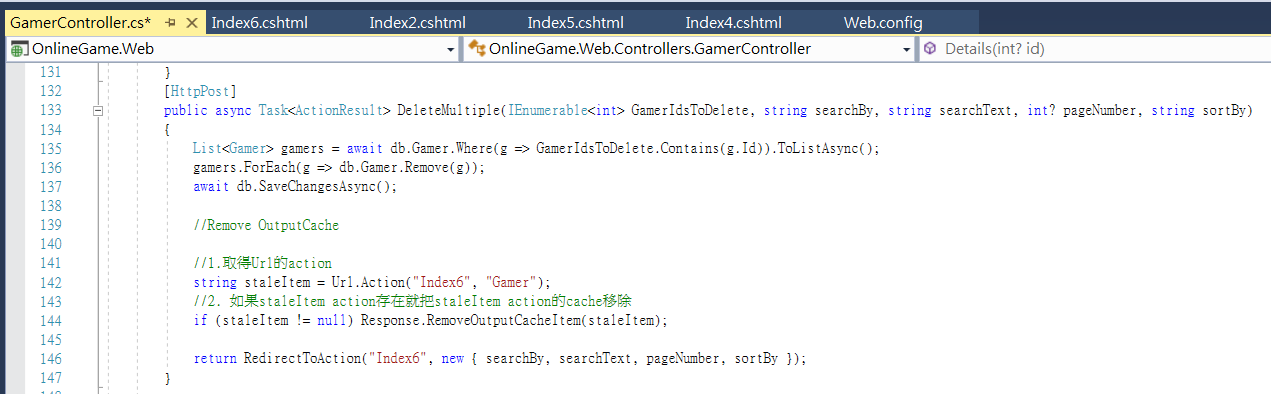 GamerController.cs* Index6.cshtml Index2.cshtml Index5.cshtml Index4.cshtml Web.config
OnlineGame.Web OnlineGame.Web.Controllers.GamerController Details(int? id)
131 }
132 [HttpPost]
133 public async Task<ActionResult> DeleteMultiple(IEnumerable<int> GamerIdsToDelete, string searchBy, string searchText, int? pageNumber, string sortBy)
134 {
135 List<Gamer> gamers = await db.Gamer.Where(g => GamerIdsToDelete.Contains(g.Id)).ToListAsync();
136 gamers.ForEach(g => db.Gamer.Remove(g));
137 await db.SaveChangesAsync();
138
139 //Remove OutputCache
140
141 //1.取得Url的action
142 string staleItem = Url.Action("Index6", "Gamer");
143 //2. 如果staleItem action存在就把staleItem action的cache移除
144 if (staleItem != null) Response.RemoveOutputCacheItem(staleItem);
145
146 return RedirectToAction("Index6", new { searchBy, searchText, pageNumber, sortBy });
147 }